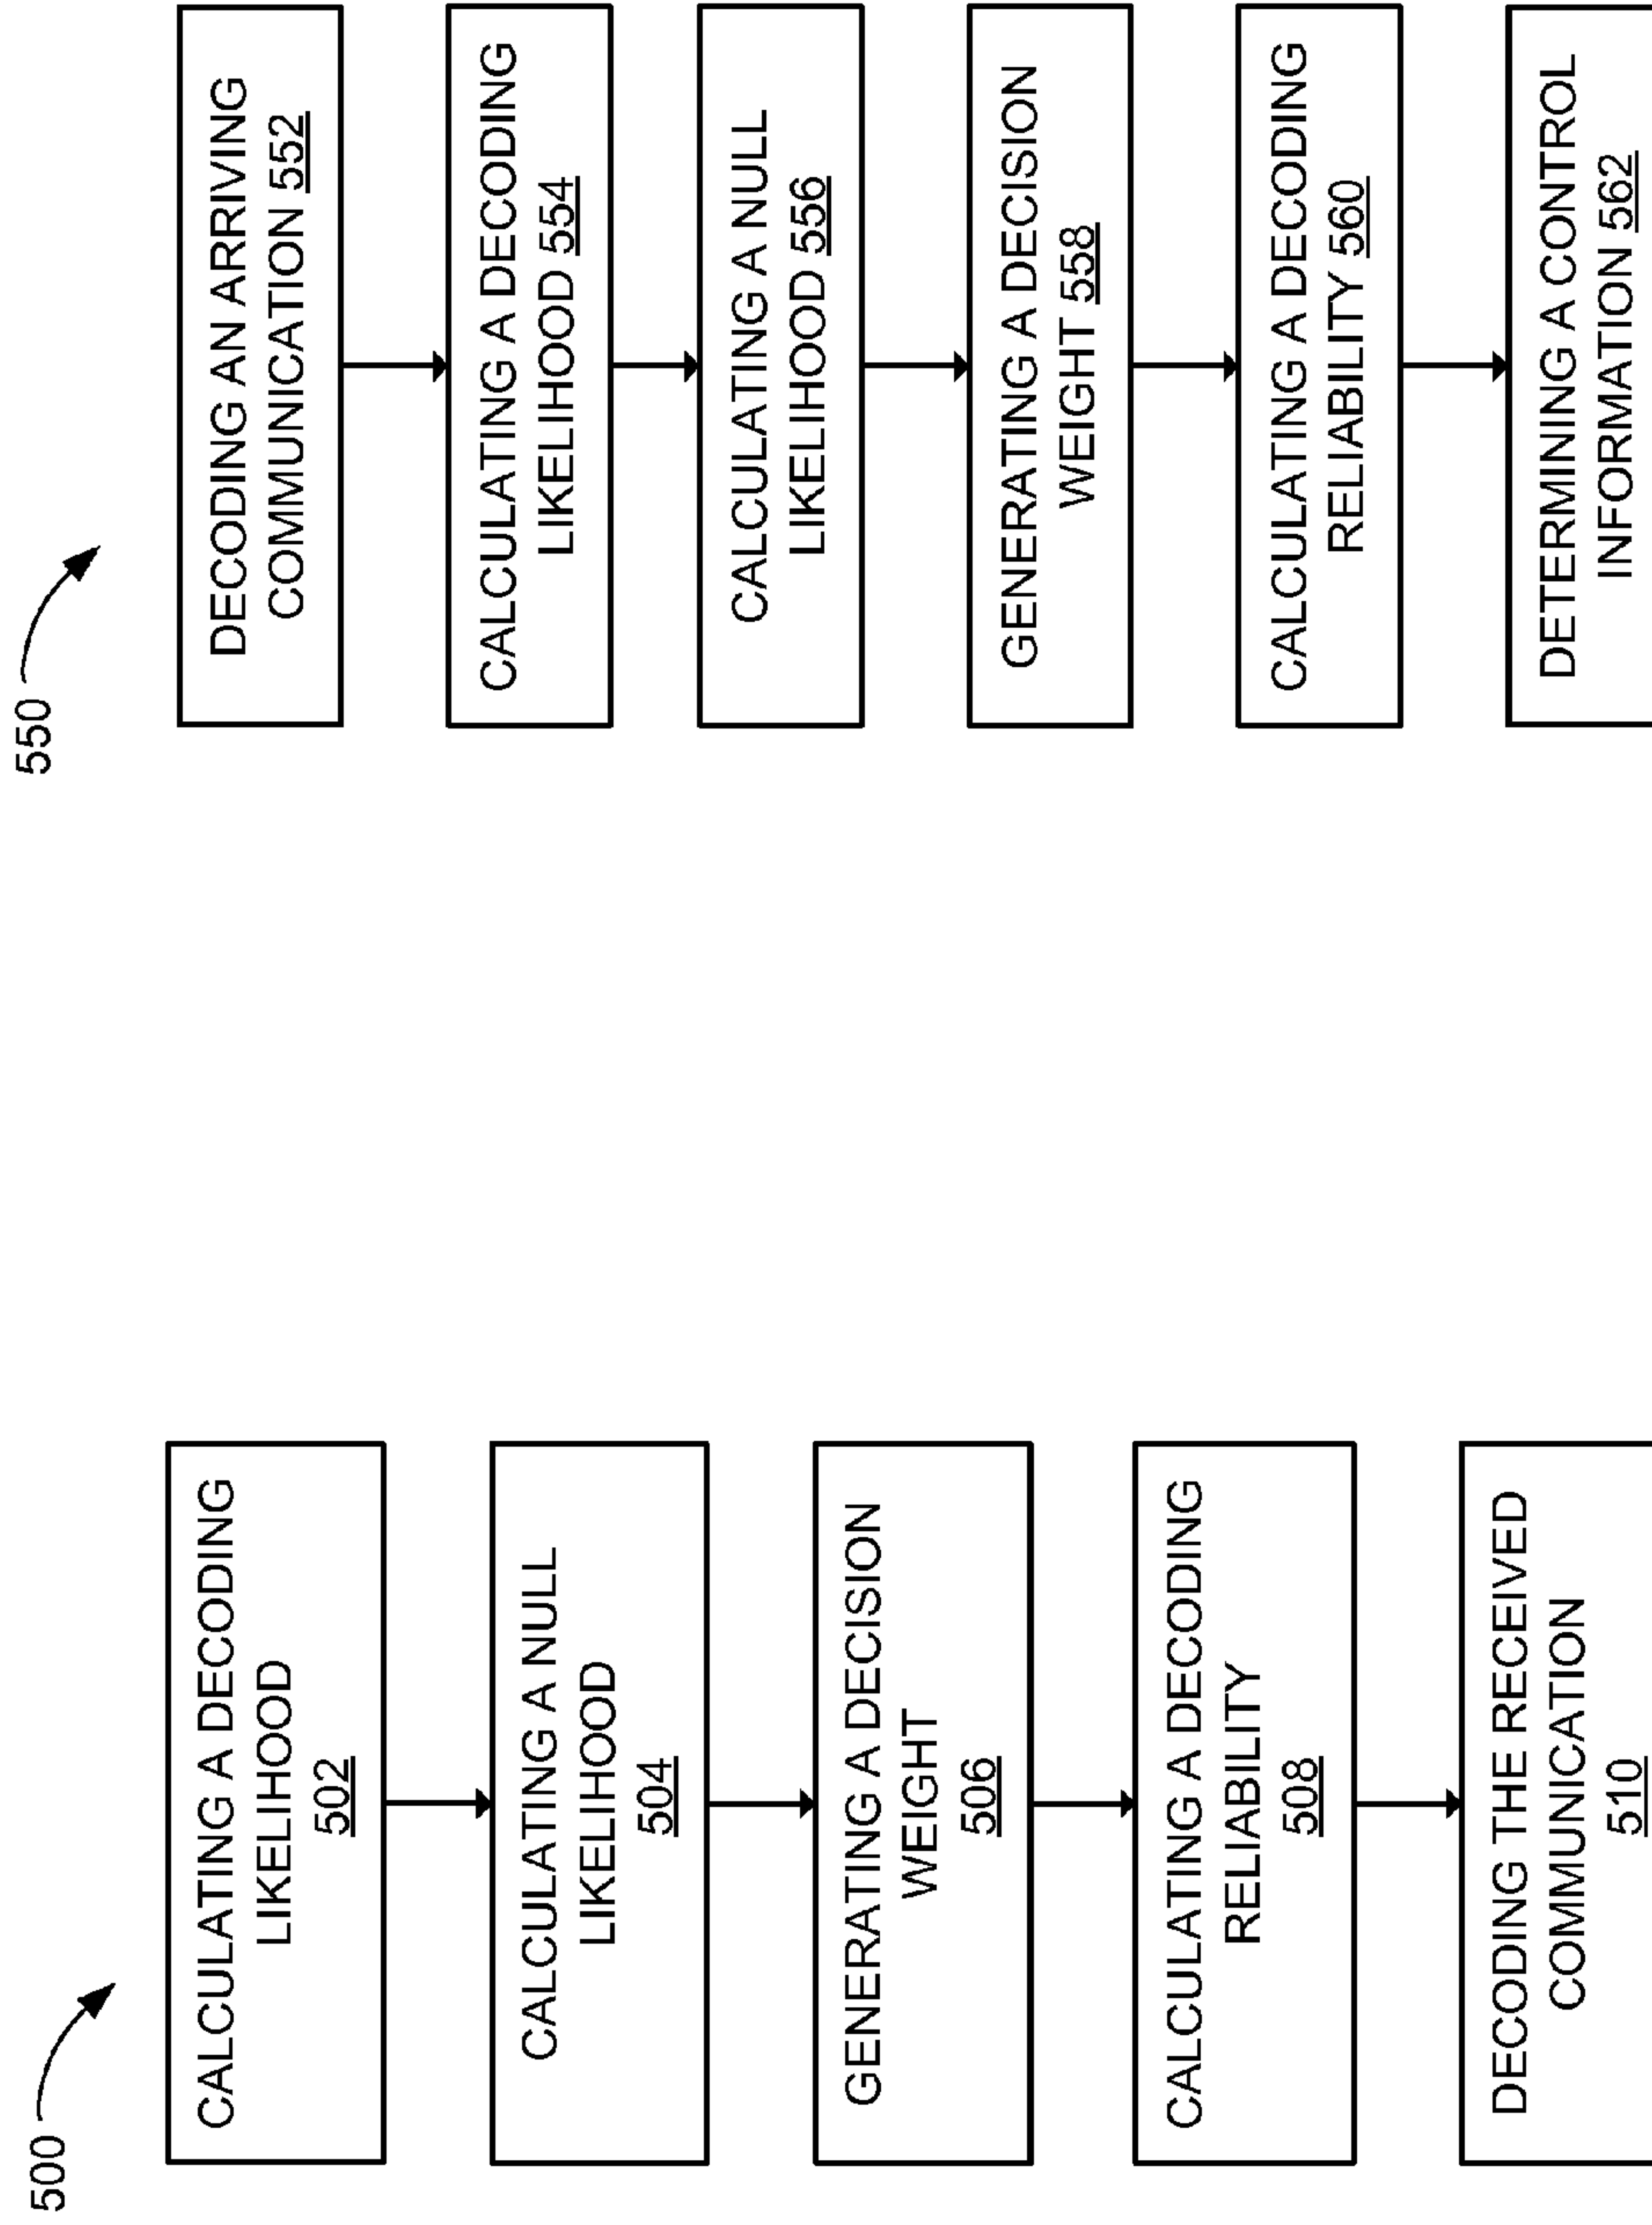 500
CALCULATING A DECODING
LIKELIHOOD
502
CALCULATING A NULL
LIKELIHOOD
504
GENERATING A DECISION
WEIGHT
506
CALCULATING A DECODING
RELIABILITY
508
DECODING THE RECEIVED
COMMUNICATION
510
550
DECODING AN ARRIVING
COMMUNICATION 552
CALCULATING A DECODING
LIKELIHOOD 554
CALCULATING A NULL
LIKELIHOOD 556
GENERATING A DECISION
WEIGHT 558
CALCULATING A DECODING
RELIABILITY 560
DETERMINING A CONTROL
INFORMATION 562